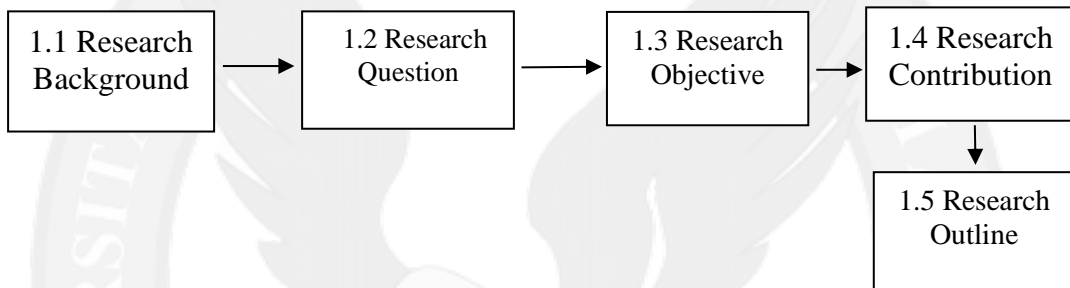 1.1 Research
Background
1.2 Research
Question
1.3 Research
Objective
1.4 Research
Contribution
1.5 Research
Outline